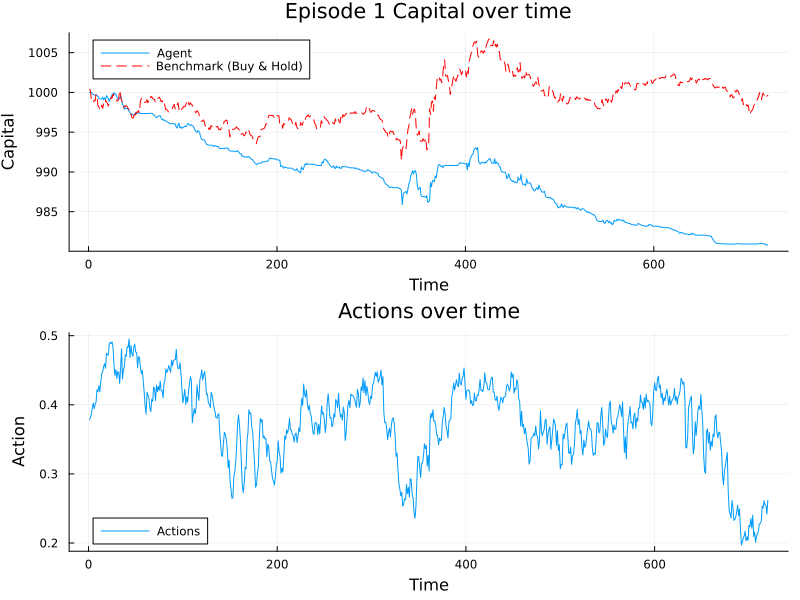 Episode 1 Capital over time
Capital
1005
1000
995
990
985
Agent
Benchmark (Buy & Hold)
0
200
400
600
Time
Actions over time
Action
0.5
0.4
0.3
0.2
Actions
0
200
400
600
Time